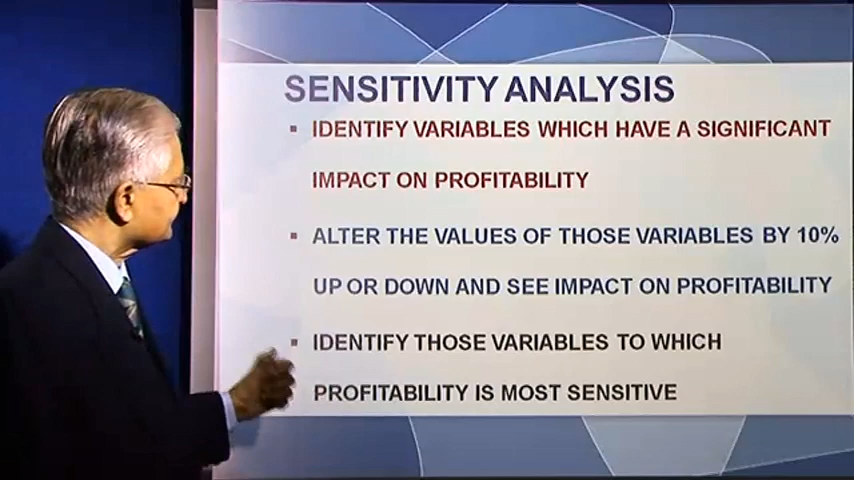 SENSITIVITY ANALYSIS
▪ IDENTIFY VARIABLES WHICH HAVE A SIGNIFICANT
IMPACT ON PROFITABILITY
▪ ALTER THE VALUES OF THOSE VARIABLES BY 10%
UP OR DOWN AND SEE IMPACT ON PROFITABILITY
▪ IDENTIFY THOSE VARIABLES TO WHICH
PROFITABILITY IS MOST SENSITIVE